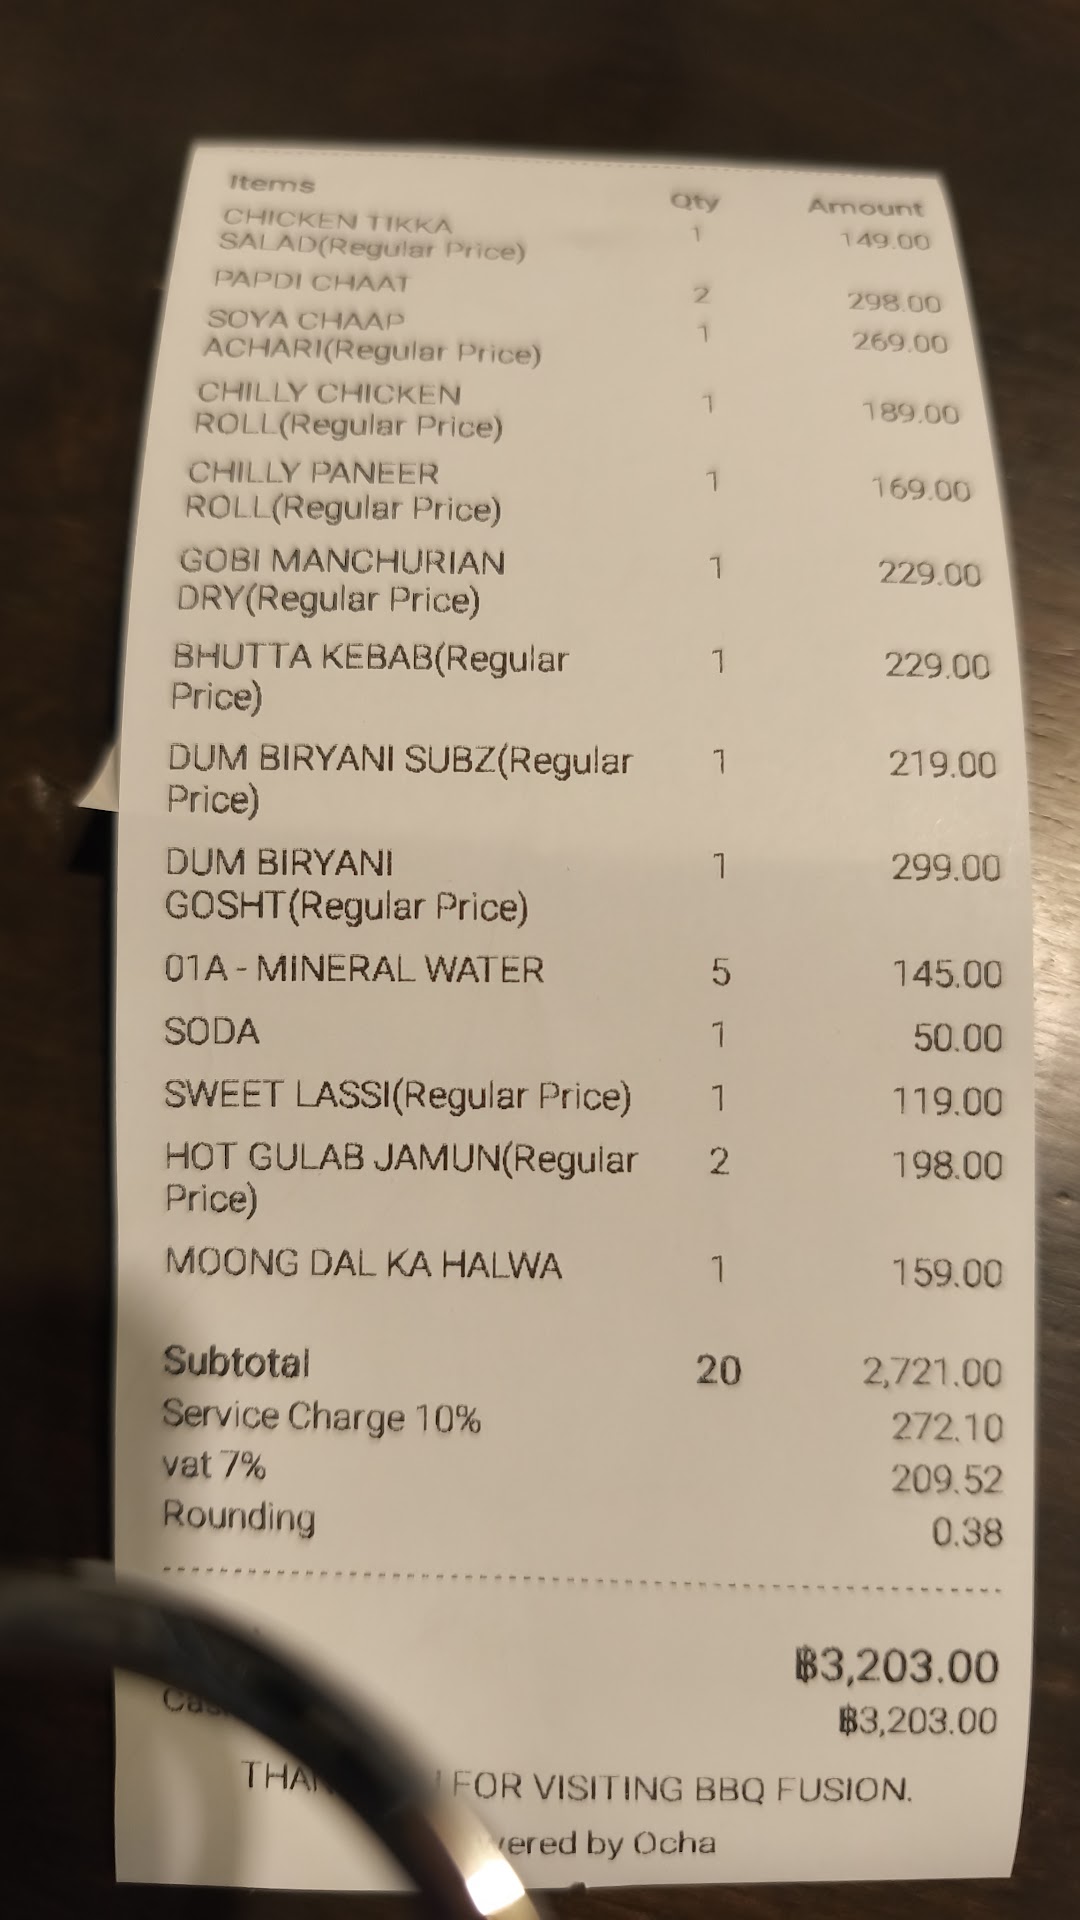 Items Qty Amount
CHICKEN TIKKA
SALAD(Regular Price) 1 149.00
PAPDI CHAAT 2 298.00
SOYA CHAAP
ACHARI(Regular Price) 1 269.00
CHILLY CHICKEN
ROLL(Regular Price) 1 189.00
CHILLY PANEER
ROLL(Regular Price) 1 169.00
GOBI MANCHURIAN
DRY(Regular Price) 1 229.00
BHUTTA KEBAB(Regular 1 229.00
Price)
DUM BIRYANI SUBZ(Regular 1 219.00
Price)
DUM BIRYANI 1 299.00
GOSHT(Regular Price)
01A - MINERAL WATER 5 145.00
SODA 1 50.00
SWEET LASSI(Regular Price) 1 119.00
HOT GULAB JAMUN(Regular 2 198.00
Price)
MOONG DAL KA HALWA 1 159.00
Subtotal 20 2,721.00
Service Charge 10% 272.10
vat 7% 209.52
Rounding 0.38
฿3,203.00
฿3,203.00
FOR VISITING BBQ FUSION.
by Ocha